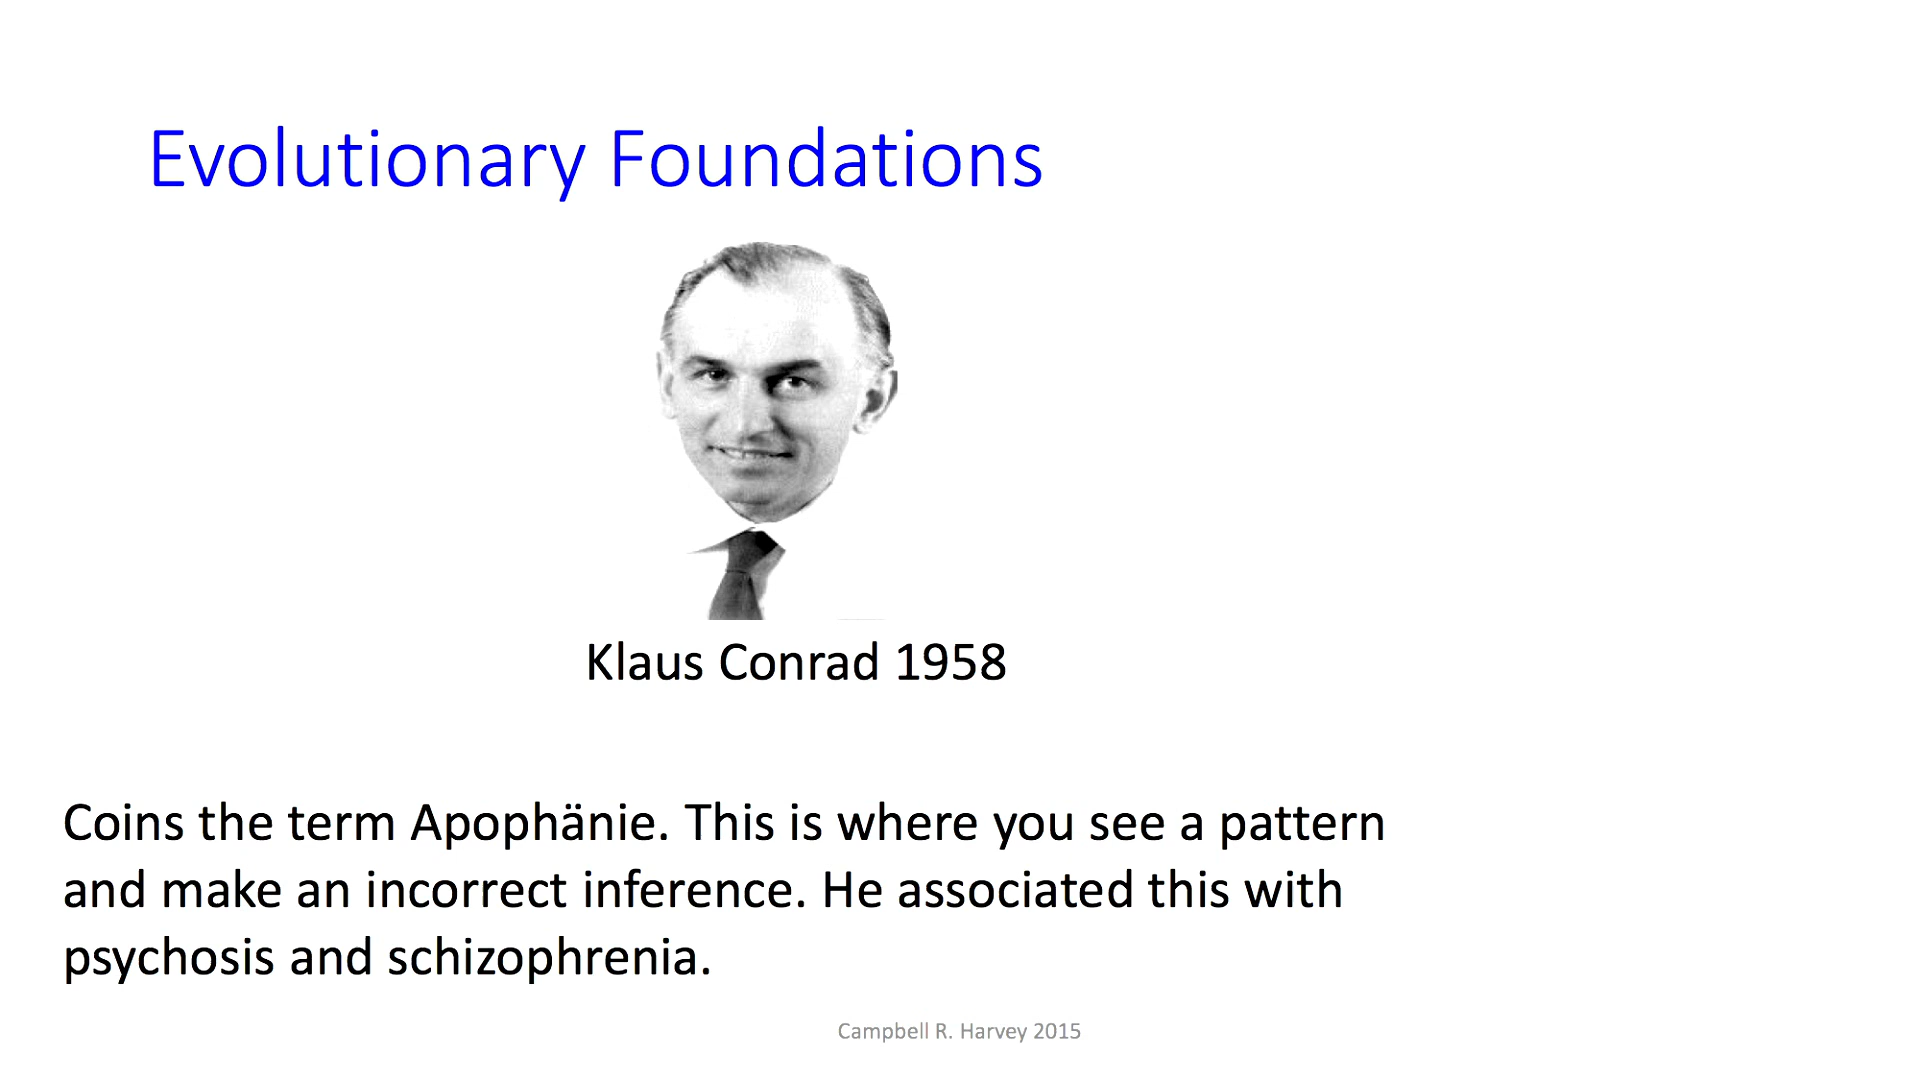 Evolutionary Foundations
Klaus Conrad 1958
Coins the term Apophänie. This is where you see a pattern
and make an incorrect inference. He associated this with
psychosis and schizophrenia.
Campbell R. Harvey 2015